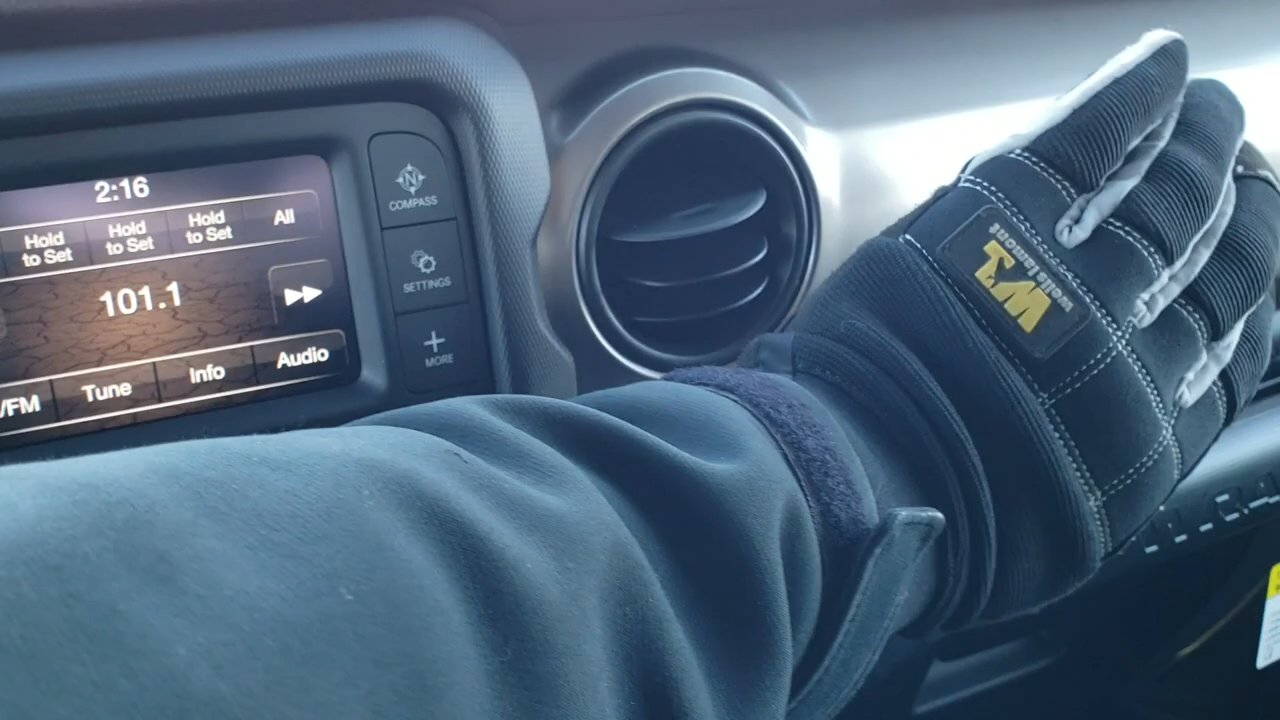 2:16
Hold to Set
Hold to Set
Hold to Set
All
101.1
/FM
Tune
Info
Audio
N
COMPASS
SETTINGS
MORE
wells lamont